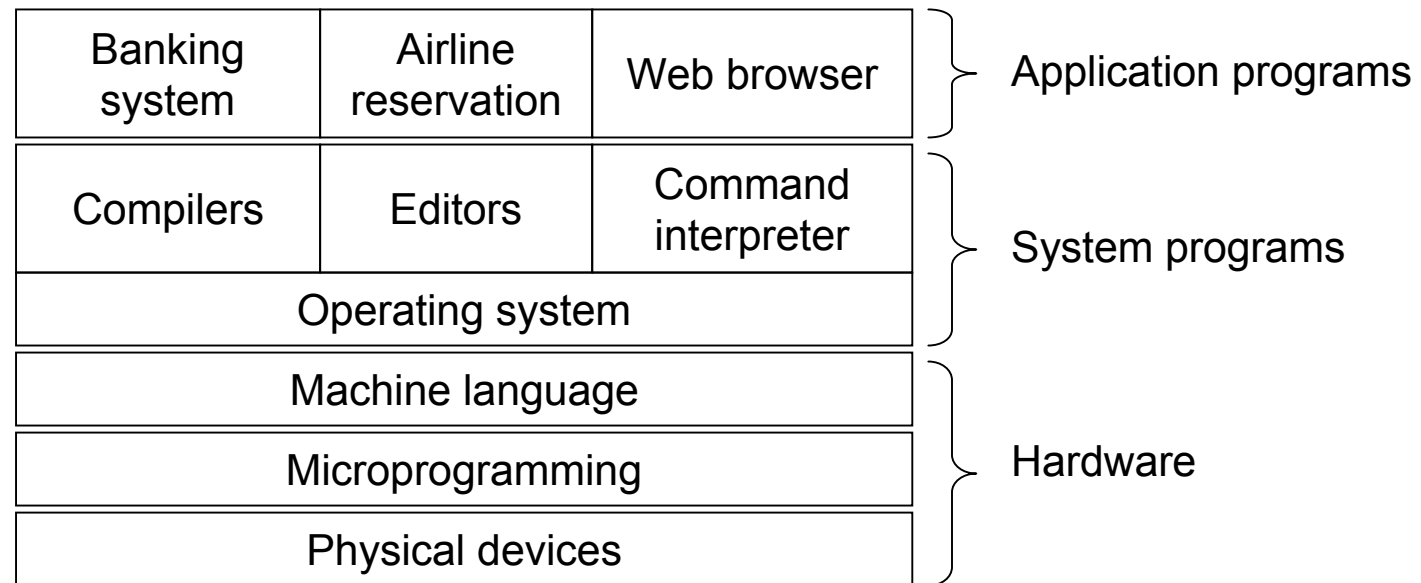 Banking
system
Airline
reservation
Web browser
Application programs
Compilers
Editors
Command
interpreter
System programs
Operating system
Machine language
Microprogramming
Hardware
Physical devices